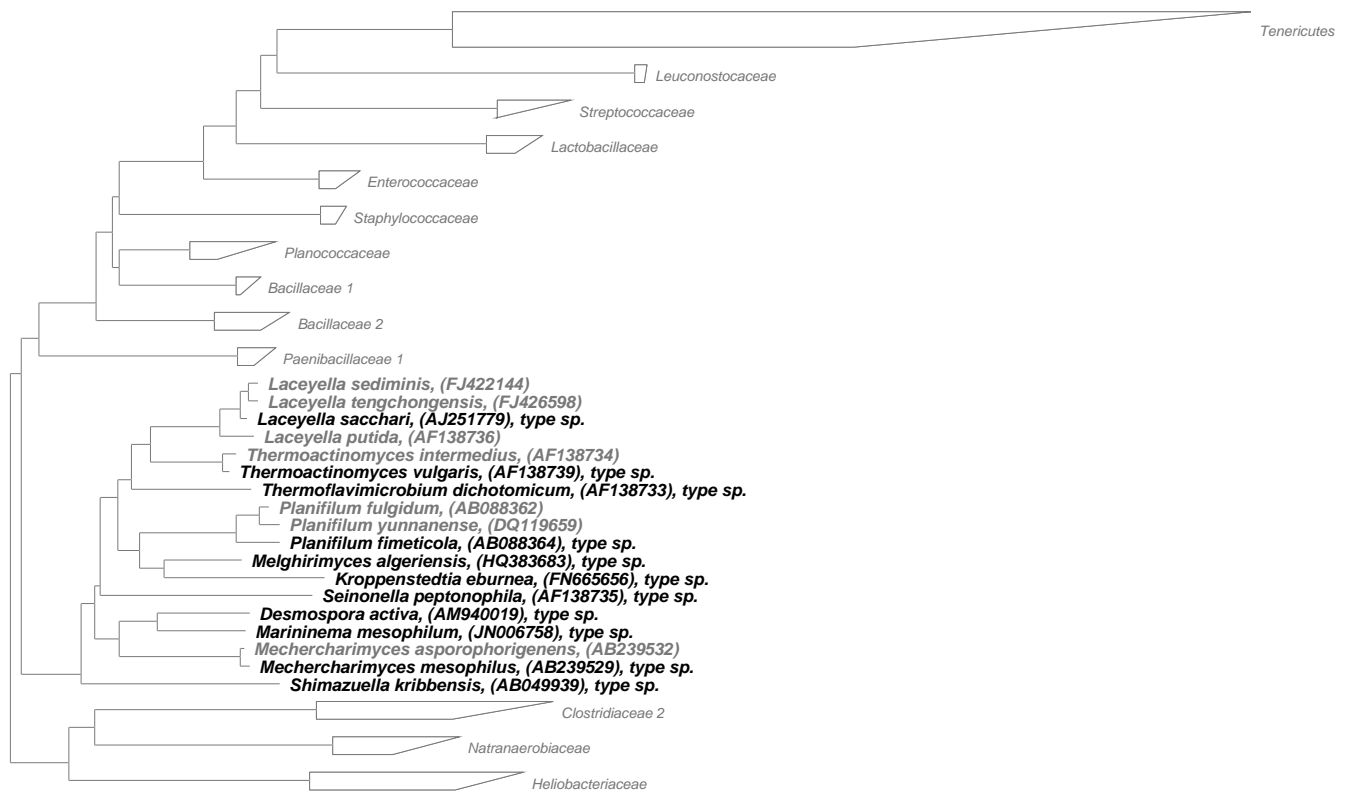 Tenericutes
Leuconostocaceae
Streptococcaceae
Lactobacillaceae
Enterococcaceae
Staphylococcaceae
Planococcaceae
Bacillaceae 1
Bacillaceae 2
Paenibacillaceae 1
Laceyella sediminis, (FJ422144)
Laceyella tengchongensis, (FJ426598)
Laceyella sacchari, (AJ251779), type sp.
Laceyella putida, (AF138736)
Thermoactinomyces intermedius, (AF138734)
Thermoactinomyces vulgaris, (AF138739), type sp.
Thermoflavimicrobium dichotomicum, (AF138733), type sp.
Planifilum fulgidum, (AB088362)
Planifilum yunnanense, (DQ119659)
Planifilum fimeticola, (AB088364), type sp.
Melghirimyces algeriensis, (HQ383683), type sp.
Kroppenstedtia eburnea, (FN665656), type sp.
Seinonella peptonophila, (AF138735), type sp.
Desmospora activa, (AM940019), type sp.
Marininema mesophilum, (JN006758), type sp.
Mechercharimyces asporophorigenens, (AB239532)
Mechercharimyces mesophilus, (AB239529), type sp.
Shimazuella kribbensis, (AB049939), type sp.
Clostridiaceae 2
Natranaerobiaceae
Heliobacteriaceae